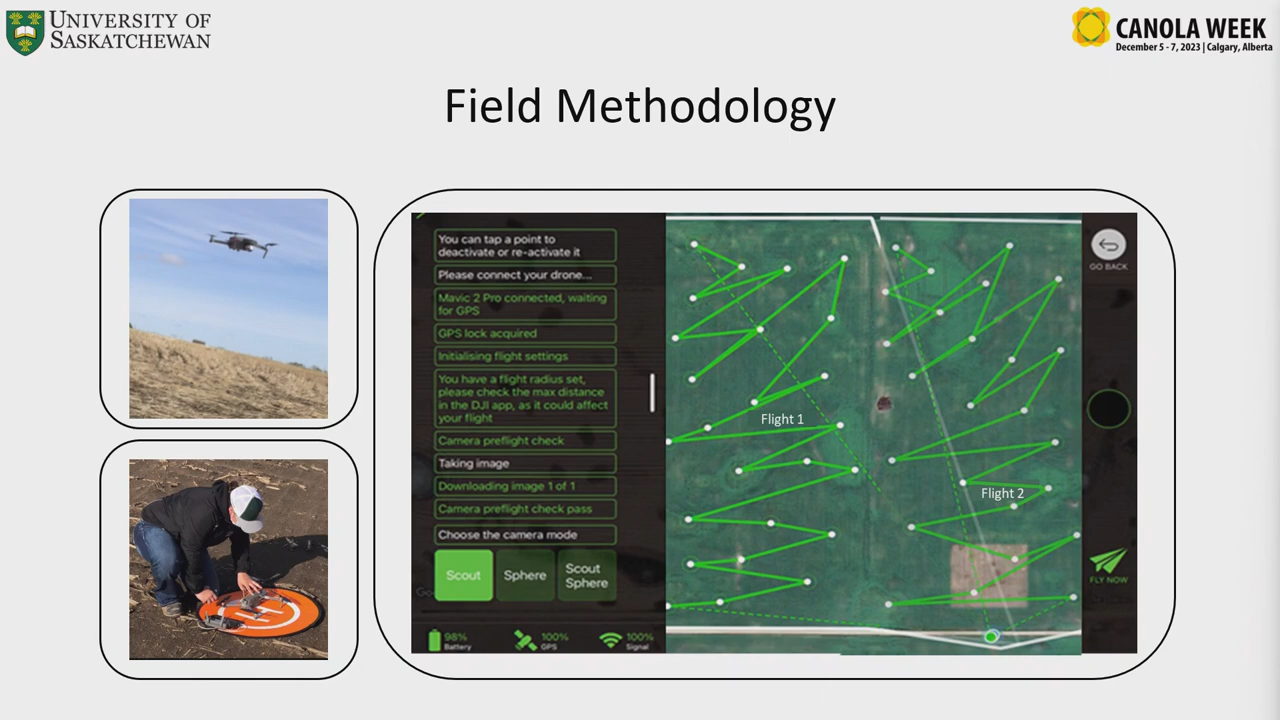 UNIVERSITY OF
SASKATCHEWAN
CANOLA WEEK
December 5 - 7, 2023 | Calgary, Alberta
Field Methodology
You can tap a point to
deactivate or re-activate it
Please connect your drone...
Mavic 2 Pro connected, waiting
for GPS
GPS lock acquired
Initialising flight settings
You have a flight radius set,
please check the max distance
in the DJI app, as it could affect
your flight
Camera preflight check
Taking image
Downloading image 1 of 1
Camera preflight check pass
Choose the camera mode
Scout
Sphere
Scout
Sphere
98%
Battery
100%
GPS
100%
Signal
Flight 1
Flight 2
GO BACK
FLY NOW